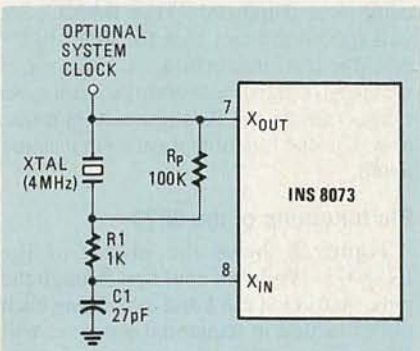 OPTIONAL
SYSTEM
CLOCK
7
XOUT
XTAL
(4MHz)
RP
100K
INS 8073
R1
1K
8
XIN
C1
27pF